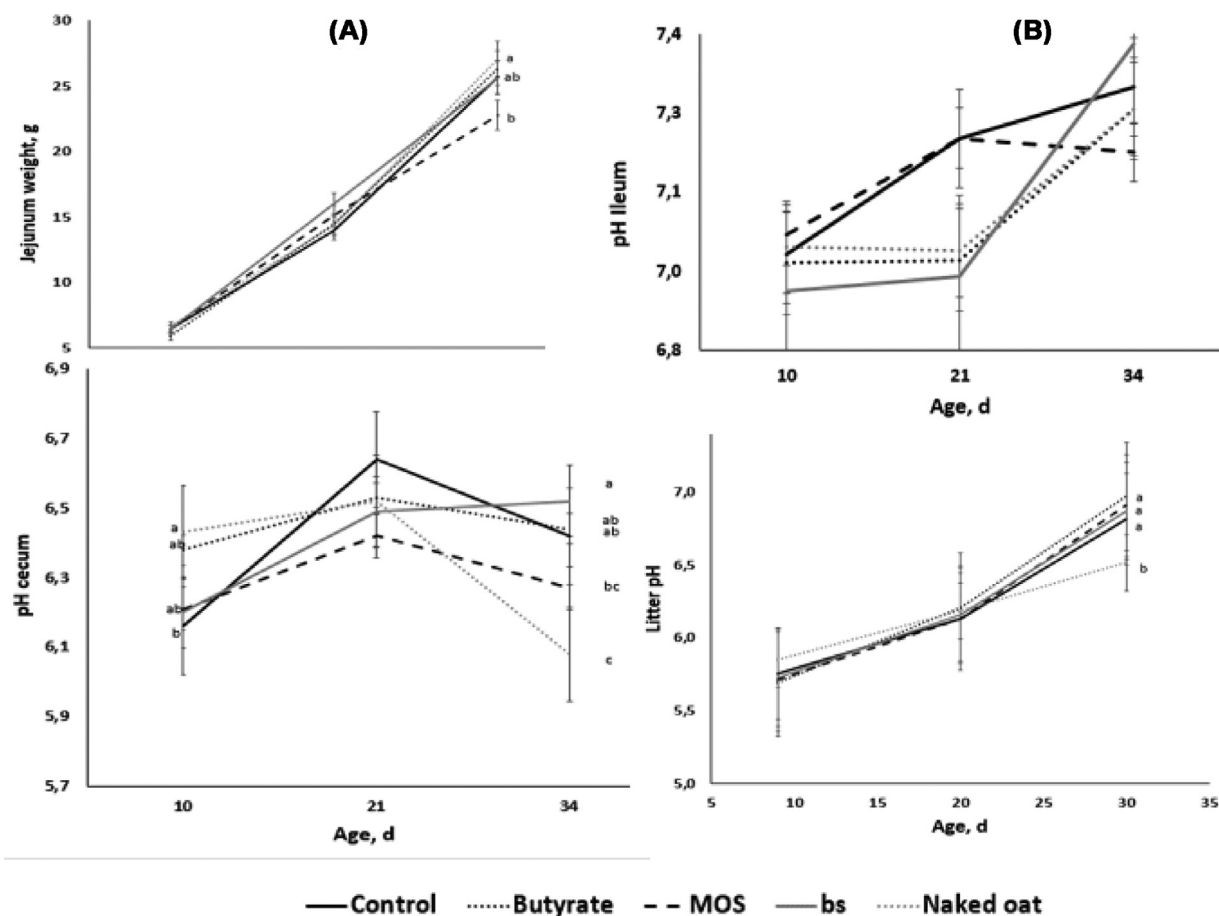 (A)
30
25
20
15
10
5
Jejunum weight, g
a
ab
b
(B)
7,4
7,3
7,1
7,0
6,8
pH Ileum
10 21 34
Age, d
6,9
6,7
6,5
6,3
6,1
5,9
5,7
pH cecum
a
ab
ab
b
a
ab
ab
bc
c
10 21 34
Age, d
7,0
6,5
6,0
5,5
5,0
Litter pH
a
a
a
b
5 10 15 20 25 30 35
Age, d
Control Butyrate MOS bs Naked oat